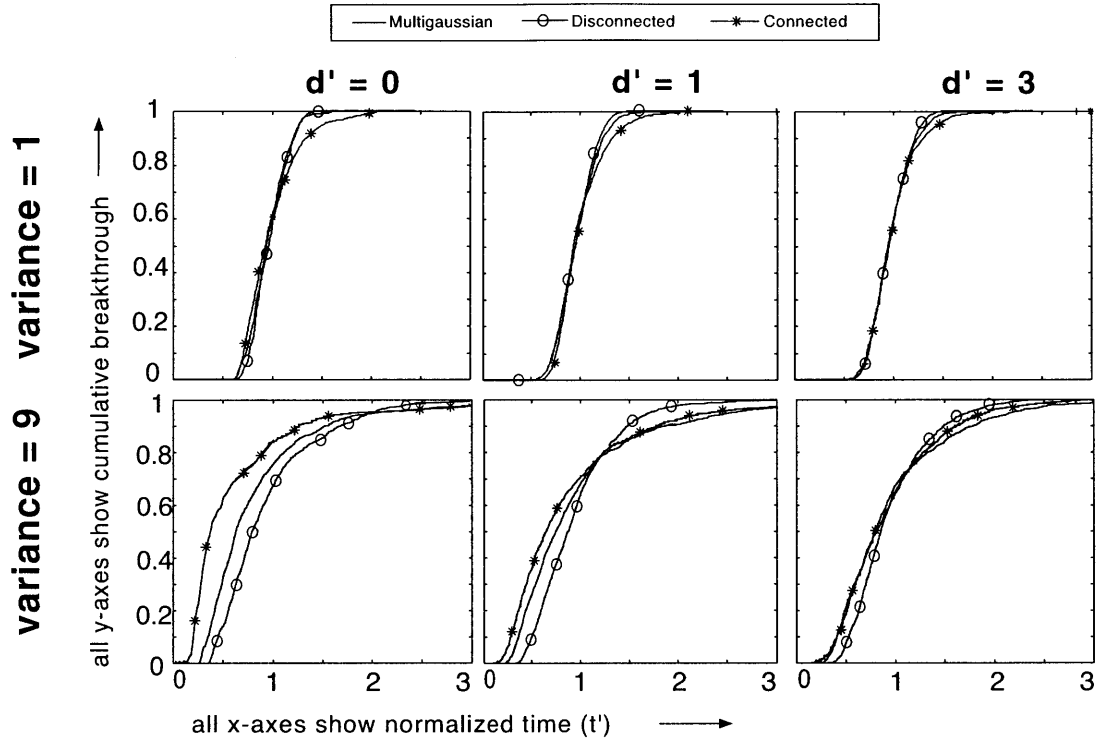 Multigaussian Disconnected Connected
d' = 0 d' = 1 d' = 3
variance = 1
variance = 9
all y-axes show cumulative breakthrough
1
0.8
0.6
0.4
0.2
0
1
0.8
0.6
0.4
0.2
0
0 1 2 3 0 1 2 3 0 1 2 3
all x-axes show normalized time (t')